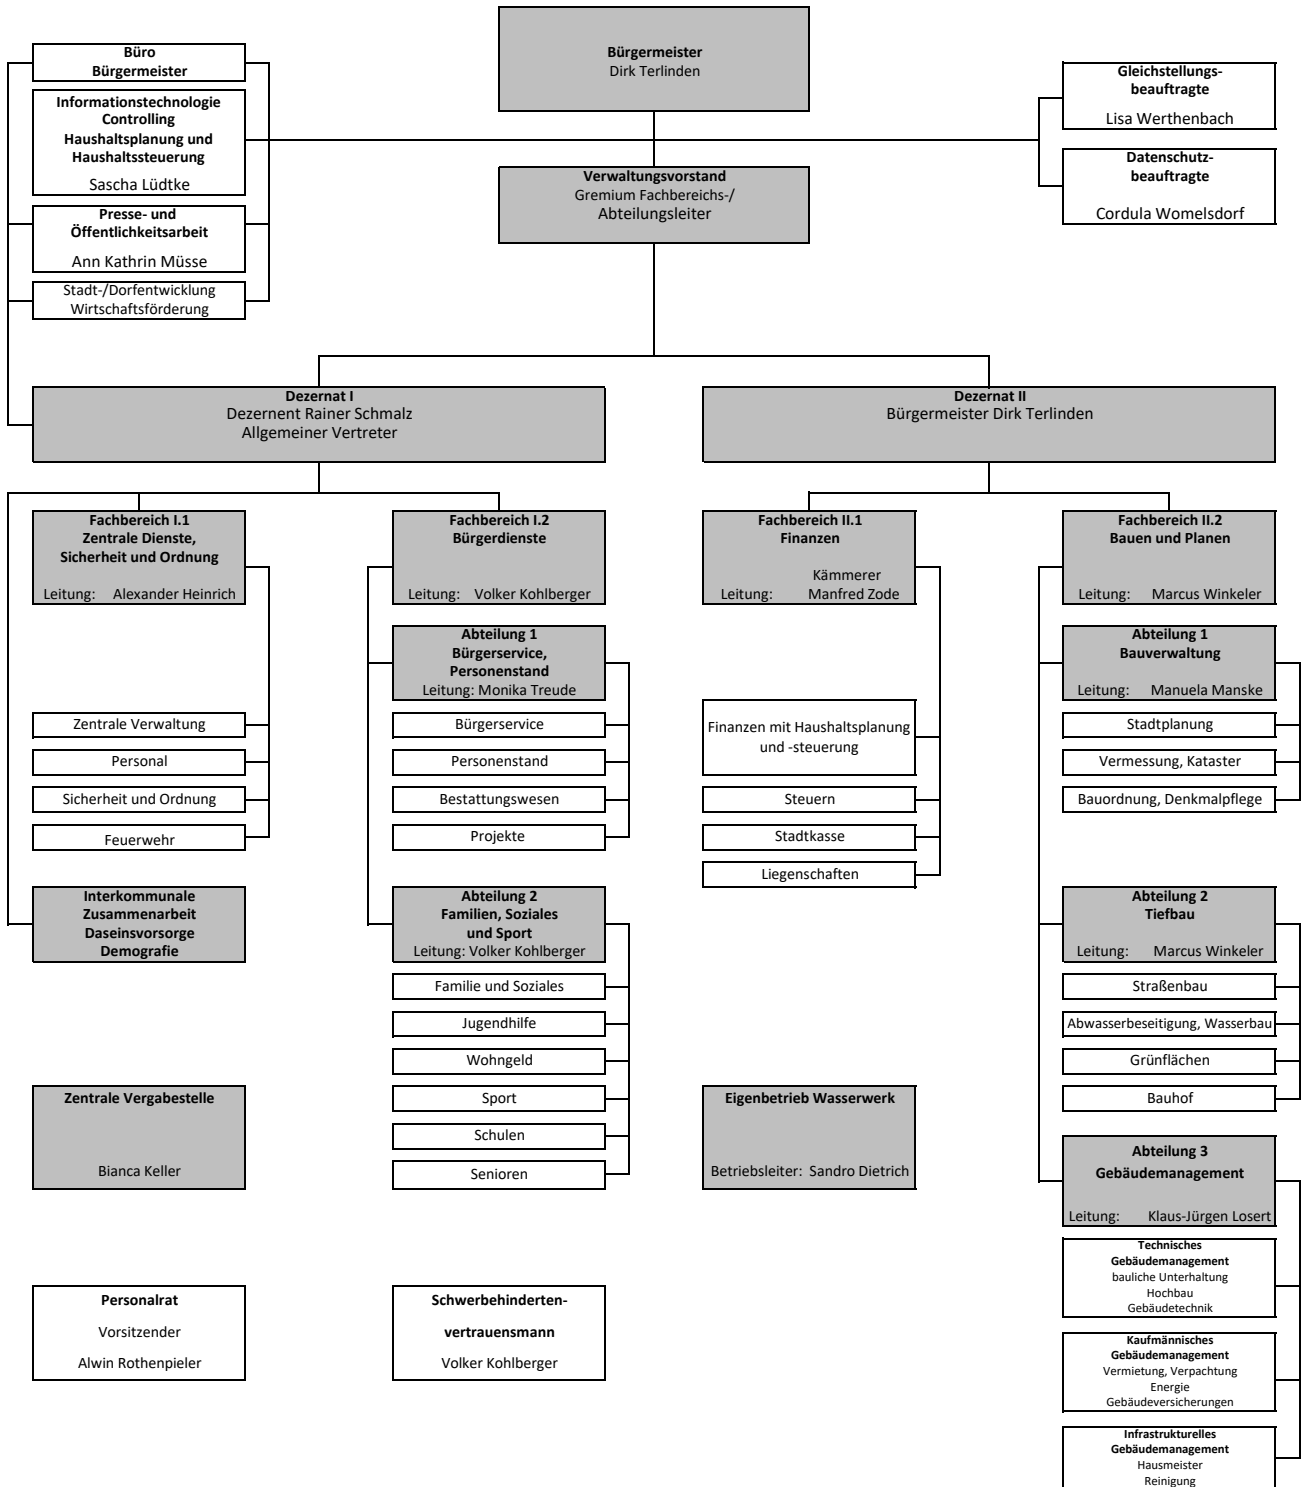 Bürgermeister
Dirk Terlinden
Büro
Bürgermeister
Informationstechnologie
Controlling
Haushaltsplanung und
Haushaltssteuerung
Sascha Lüdtke
Presse- und
Öffentlichkeitsarbeit
Ann Kathrin Müsse
Stadt-/Dorfentwicklung
Wirtschaftsförderung
Verwaltungsvorstand
Gremium Fachbereichs-/
Abteilungsleiter
Gleichstellungs-
beauftragte
Lisa Werthenbach
Datenschutz-
beauftragte
Cordula Womelsdorf
Dezernat I
Dezernent Rainer Schmalz
Allgemeiner Vertreter
Dezernat II
Bürgermeister Dirk Terlinden
Fachbereich I.1
Zentrale Dienste,
Sicherheit und Ordnung
Leitung: Alexander Heinrich
Zentrale Verwaltung
Personal
Sicherheit und Ordnung
Feuerwehr
Interkommunale
Zusammenarbeit
Daseinsvorsorge
Demografie
Zentrale Vergabestelle
Bianca Keller
Personalrat
Vorsitzender
Alwin Rothenpieler
Fachbereich I.2
Bürgerdienste
Leitung: Volker Kohlberger
Abteilung 1
Bürgerservice,
Personenstand
Leitung: Monika Treude
Bürgerservice
Personenstand
Bestattungswesen
Projekte
Abteilung 2
Familien, Soziales
und Sport
Leitung: Volker Kohlberger
Familie und Soziales
Jugendhilfe
Wohngeld
Sport
Schulen
Senioren
Schwerbehinderten-
vertrauensmann
Volker Kohlberger
Fachbereich II.1
Finanzen
Kämmerer
Leitung: Manfred Zode
Finanzen mit Haushaltsplanung
und -steuerung
Steuern
Stadtkasse
Liegenschaften
Eigenbetrieb Wasserwerk
Betriebsleiter: Sandro Dietrich
Fachbereich II.2
Bauen und Planen
Leitung: Marcus Winkeler
Abteilung 1
Bauverwaltung
Leitung: Manuela Manske
Stadtplanung
Vermessung, Kataster
Bauordnung, Denkmalpflege
Abteilung 2
Tiefbau
Leitung: Marcus Winkeler
Straßenbau
Abwasserbeseitigung, Wasserbau
Grünflächen
Bauhof
Abteilung 3
Gebäudemanagement
Leitung: Klaus-Jürgen Losert
Technisches
Gebäudemanagement
bauliche Unterhaltung
Hochbau
Gebäudetechnik
Kaufmännisches
Gebäudemanagement
Vermietung, Verpachtung
Energie
Gebäudeversicherungen
Infrastrukturelles
Gebäudemanagement
Hausmeister
Reinigung